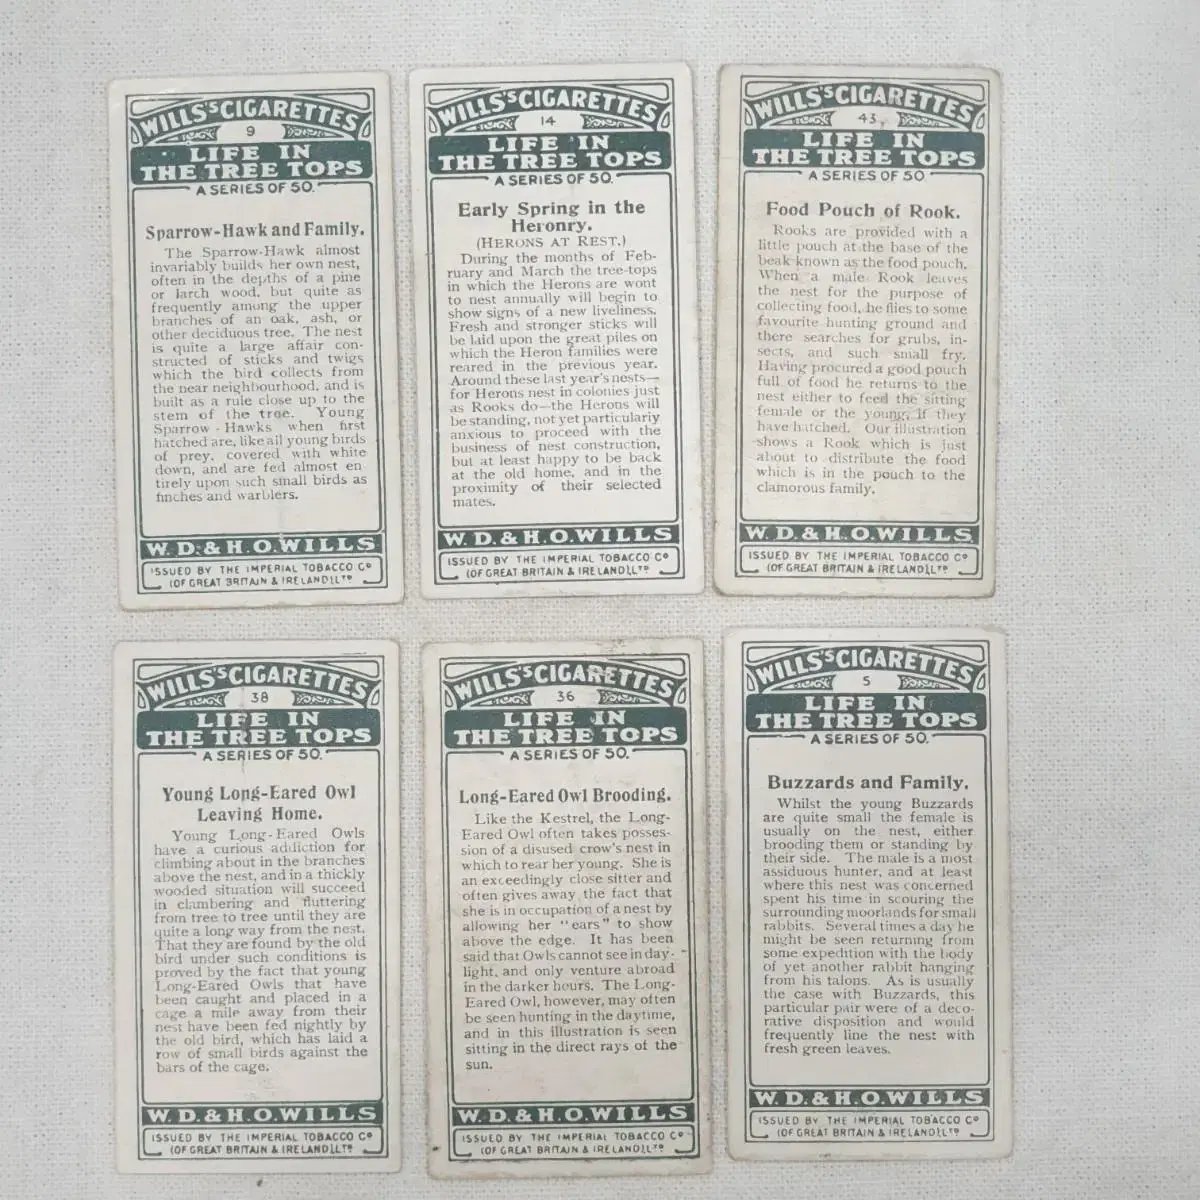 WILLS'S CIGARETTES
9
LIFE IN
THE TREE TOPS
A SERIES OF 50.
Sparrow-Hawk and Family.
The Sparrow-Hawk almost
invariably builds her own nest,
often in the depths of a pine
or larch wood, but quite as
frequently among the upper
branches of an oak, ash, or
other deciduous tree. The nest
is quite a large affair con-
structed of sticks and twigs
which the bird collects from
the near neighbourhood, and is
built as a rule close up to the
stem of the tree. Young
Sparrow-Hawks when first
hatched are, like all young birds
of prey, covered with white
down, and are fed almost en
tirely upon such small birds as
finches and warblers.
W.D. & H.O. WILLS
ISSUED BY THE IMPERIAL TOBACCO Co
(OF GREAT BRITAIN & IRELAND), LTD
WILLS'S CIGARETTES
14
LIFE IN
THE TREE TOPS
A SERIES OF 50.
Early Spring in the
Heronry.
(HERONS AT REST.)
During the months of Feb-
ruary and March the tree-tops
in which the Herons are wont
to nest annually will begin to
show signs of a new liveliness.
Fresh and stronger sticks will
be laid upon the great piles on
which the Heron families were
reared in the previous year.
Around these last year's nests—
for Herons nest in colonies just
as Rooks do—the Herons will
be standing, not yet particularly
anxious to proceed with the
business of nest construction,
but at least happy to be back
at the old home, and in the
proximity of their selected
mates.
W.D. & H.O. WILLS
ISSUED BY THE IMPERIAL TOBACCO Co
(OF GREAT BRITAIN & IRELAND), LTD
WILLS'S CIGARETTES
43
LIFE IN
THE TREE TOPS
A SERIES OF 50
Food Pouch of Rook.
Rooks are provided with a
little pouch at the base of the
beak known as the food pouch.
When a male Rook leaves
the nest for the purpose of
collecting food, he flies to some
favourite hunting ground and
there searches for grubs, in-
sects, and such small fry.
Having procured a good pouch
full of food he returns to the
nest either to feed the sitting
female or the young, if they
have hatched. Our illustration
shows a Rook which is just
about to distribute the food
which is in the pouch to the
clamorous family.
W.D. & H.O. WILLS
ISSUED BY THE IMPERIAL TOBACCO Co
(OF GREAT BRITAIN & IRELAND), LTD
WILLS'S CIGARETTES
38
LIFE IN
THE TREE TOPS
A SERIES OF 50.
Young Long-Eared Owl
Leaving Home.
Young Long-Eared Owls
have a curious addiction for
climbing about in the branches
above the nest, and in a thickly
wooded situation will succeed
in clambering and fluttering
from tree to tree until they are
quite a long way from the nest.
That they are found by the old
bird under such conditions is
proved by the fact that young
Long-Eared Owls that have
been caught and placed in a
cage a mile away from their
nest have been fed nightly by
the old bird, which has laid a
row of small birds against the
bars of the cage.
W.D. & H.O. WILLS
ISSUED BY THE IMPERIAL TOBACCO Co
(OF GREAT BRITAIN & IRELAND), LTD
WILLS'S CIGARETTES
36
LIFE IN
THE TREE TOPS
A SERIES OF 50.
Long-Eared Owl Brooding.
Like the Kestrel, the Long-
Eared Owl often takes posses-
sion of a disused crow's nest in
which to rear her young. She is
an exceedingly close sitter and
often gives away the fact that
she is in occupation of a nest by
allowing her "ears" to show
above the edge. It has been
said that Owls cannot see in day-
light, and only venture abroad
in the darker hours. The Long-
Eared Owl, however, may often
be seen hunting in the daytime,
and in this illustration is seen
sitting in the direct rays of the
sun.
W.D. & H.O. WILLS
ISSUED BY THE IMPERIAL TOBACCO Co
(OF GREAT BRITAIN & IRELAND), LTD
WILLS'S CIGARETTES
5
LIFE IN
THE TREE TOPS
A SERIES OF 50.
Buzzards and Family.
Whilst the young Buzzards
are quite small the female is
usually on the nest, either
brooding them or standing by
their side. The male is a most
assiduous hunter, and at least
where this nest was concerned
spent his time in scouring the
surrounding moorlands for small
rabbits. Several times a day he
might be seen returning from
some expedition with the body
of yet another rabbit hanging
from his talons. As is usually
the case with Buzzards, this
particular pair were of a deco-
rative disposition and would
frequently line the nest with
fresh green leaves.
W.D. & H.O. WILLS
ISSUED BY THE IMPERIAL TOBACCO Co
(OF GREAT BRITAIN & IRELAND), LTD